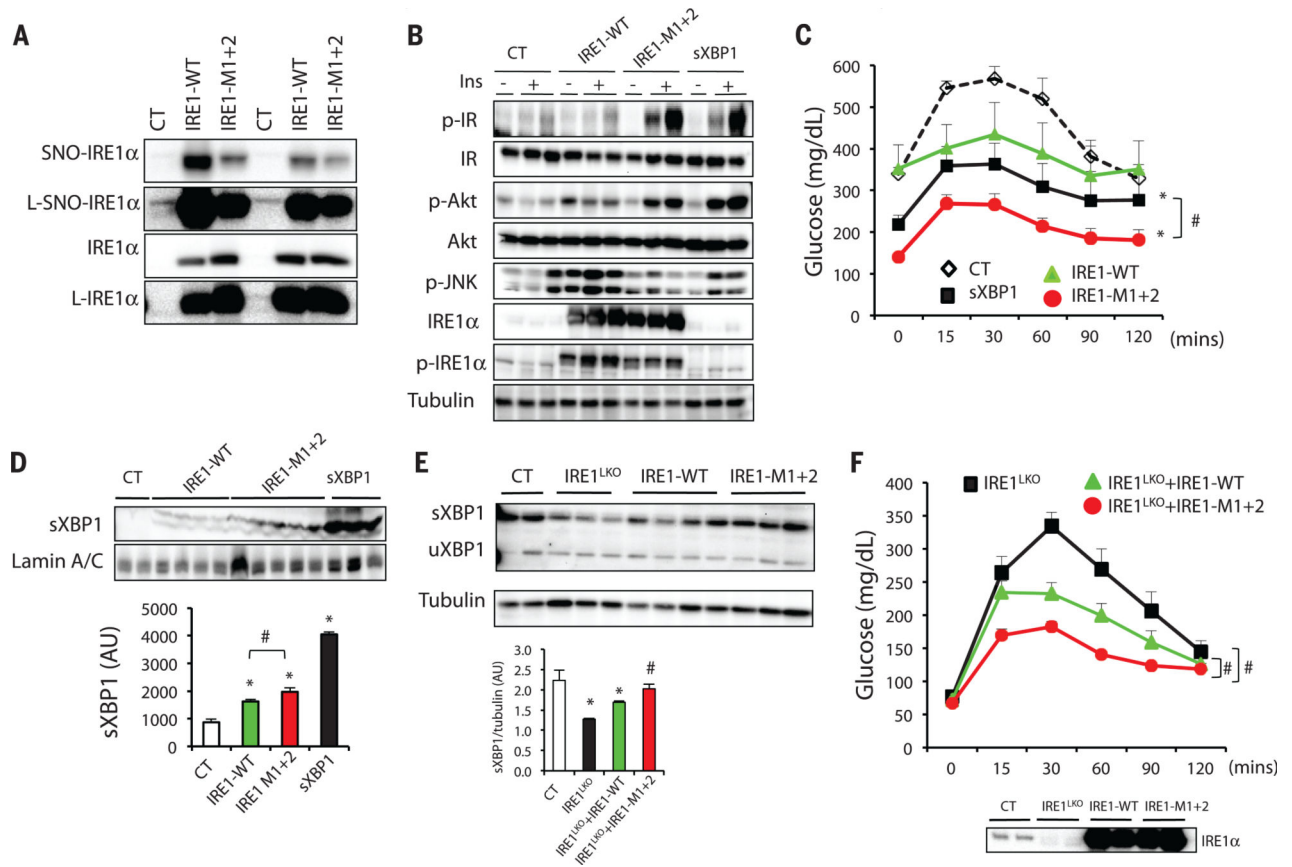 A
CT
IRE1-WT
IRE1-M1+2
CT
IRE1-WT
IRE1-M1+2
SNO-IRE1α
L-SNO-IRE1α
IRE1α
L-IRE1α
B
CT
IRE1-WT
IRE1-M1+2
sXBP1
Ins - + - + - + - +
p-IR
IR
p-Akt
Akt
p-JNK
IRE1α
p-IRE1α
Tubulin
C
Glucose (mg/dL)
600
500
400
300
200
100
0
0 15 30 60 90 120 (mins)
CT
IRE1-WT
sXBP1
IRE1-M1+2
*
*
#
D
CT
IRE1-WT
IRE1-M1+2
sXBP1
sXBP1
Lamin A/C
sXBP1 (AU)
5000
4000
3000
2000
1000
0
*
#
*
*
CT
IRE1-WT
IRE1 M1+2
sXBP1
E
CT IRE1LKO IRE1-WT IRE1-M1+2
sXBP1
uXBP1
Tubulin
sXBP1/tubulin (AU)
3.0
2.5
2.0
1.5
1.0
0.5
0.0
*
*
#
CT
IRE1LKO
IRE1LKO+IRE1-WT
IRE1LKO+IRE1-M1+2
F
IRE1LKO
IRE1LKO+IRE1-WT
IRE1LKO+IRE1-M1+2
Glucose (mg/dL)
400
350
300
250
200
150
100
50
0
#
#
0 15 30 60 90 120 (mins)
CT IRE1LKO IRE1-WT IRE1-M1+2
IRE1α